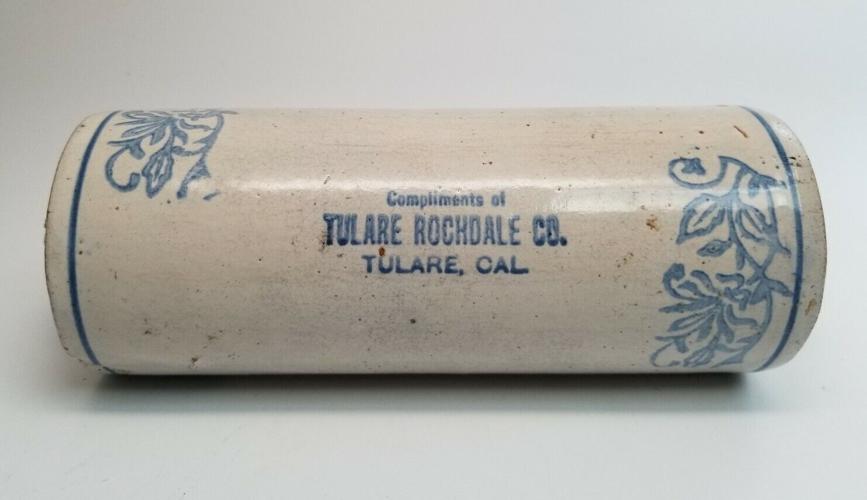 Compliments of
TULARE ROCHDALE CO.
TULARE, CAL.